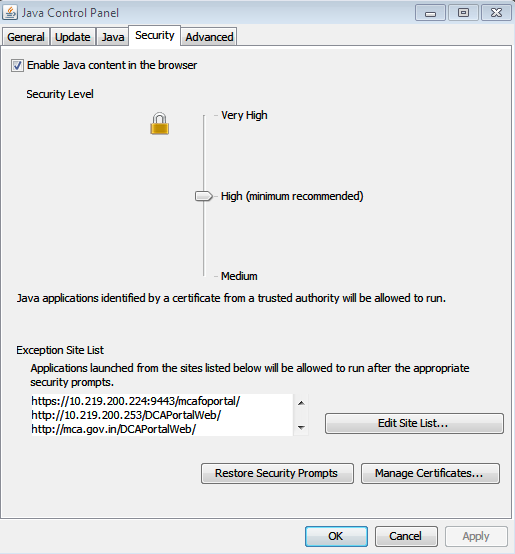 Java Control Panel
General Update Java Security Advanced
Enable Java content in the browser
Security Level
Very High
High (minimum recommended)
Medium
Java applications identified by a certificate from a trusted authority will be allowed to run.
Exception Site List
Applications launched from the sites listed below will be allowed to run after the appropriate
security prompts.
https://10.219.200.224:9443/mcafoportal/
http://10.219.200.253/DCAPortalWeb/
http://mca.gov.in/DCAPortalWeb/
Edit Site List...
Restore Security Prompts Manage Certificates...
OK Cancel Apply